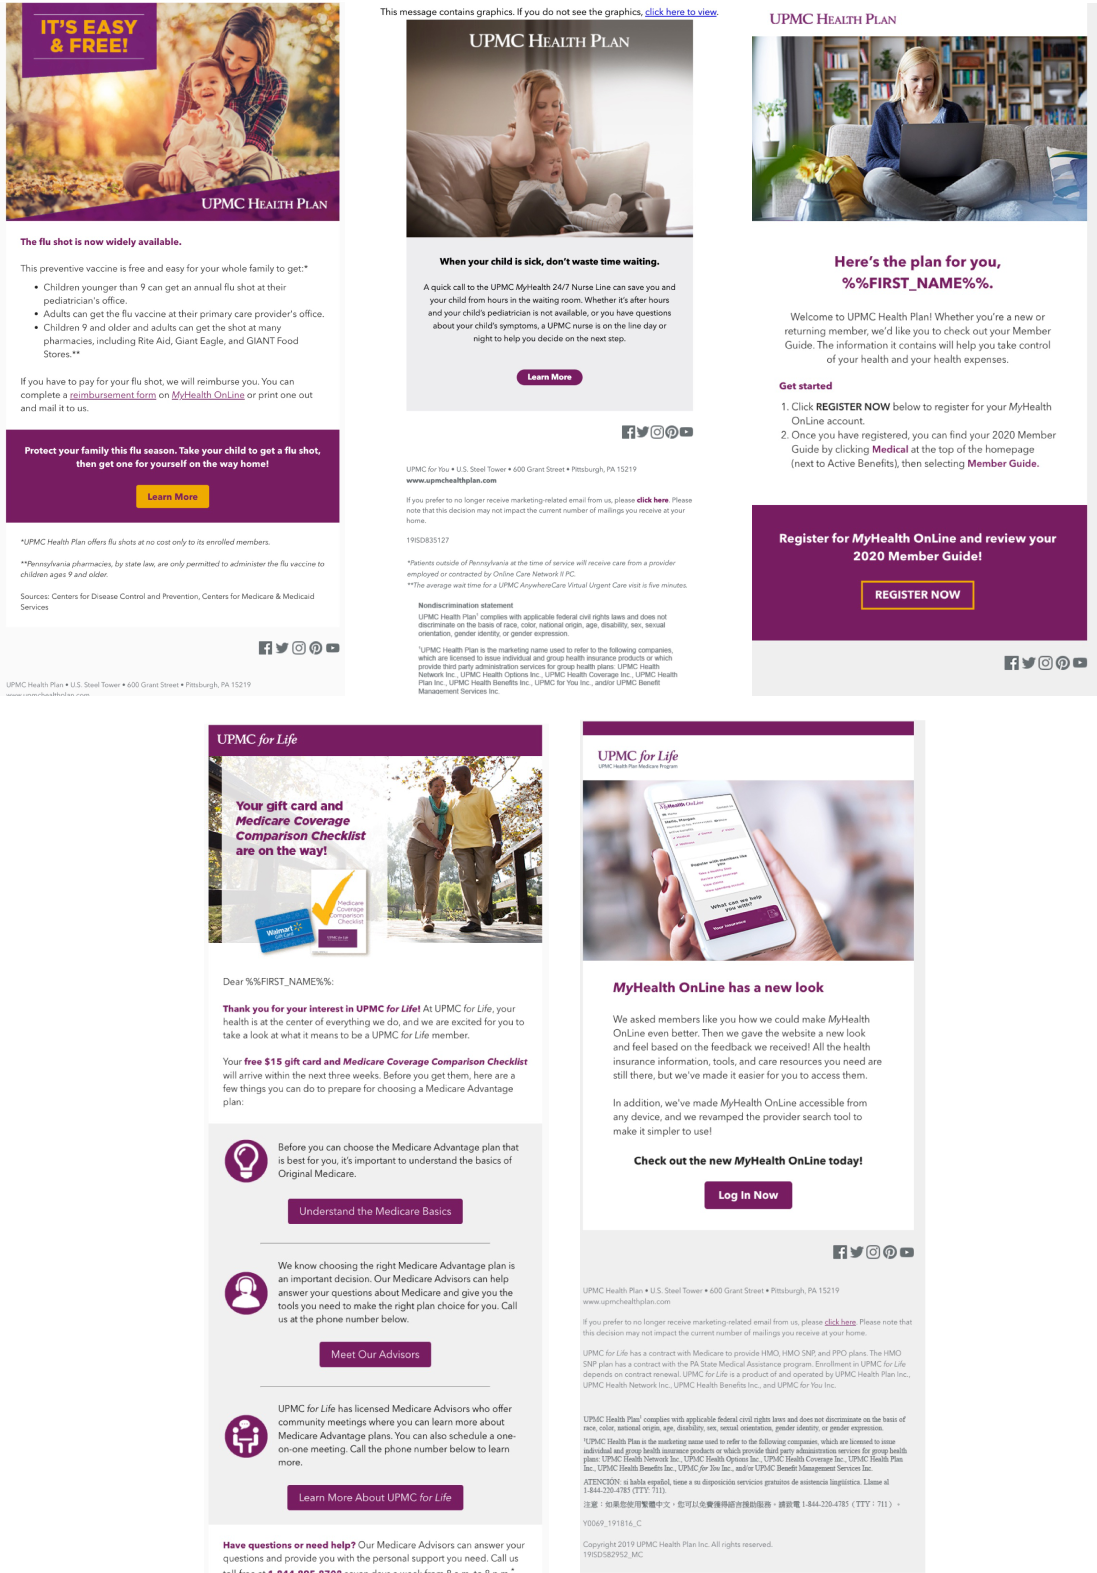 IT'S EASY
& FREE!
UPMC HEALTH PLAN
The flu shot is now widely available.
This preventive vaccine is free and easy for your whole family to get:*
• Children younger than 9 can get an annual flu shot at their
pediatrician's office.
• Adults can get the flu vaccine at their primary care provider's office.
• Children 9 and older and adults can get the shot at many
pharmacies, including Rite Aid, Giant Eagle, and GIANT Food
Stores.**
If you have to pay for your flu shot, we will reimburse you. You can
complete a reimbursement form on MyHealth OnLine or print one out
and mail it to us.
Protect your family this flu season. Take your child to get a flu shot,
then get one for yourself on the way home!
Learn More
*UPMC Health Plan offers flu shots at no cost only to its enrolled members.
**Pennsylvania pharmacies, by state law, are only permitted to administer the flu vaccine to
children ages 9 and older.
Sources: Centers for Disease Control and Prevention, Centers for Medicare & Medicaid
Services
UPMC Health Plan • U.S. Steel Tower • 600 Grant Street • Pittsburgh, PA 15219
www.upmchealthplan.com
This message contains graphics. If you do not see the graphics, click here to view.
UPMC HEALTH PLAN
When your child is sick, don't waste time waiting.
A quick call to the UPMC MyHealth 24/7 Nurse Line can save you and
your child from hours in the waiting room. Whether it's after hours
and your child's pediatrician is not available, or you have questions
about your child's symptoms, a UPMC nurse is on the line day or
night to help you decide on the next step.
Learn More
UPMC for You • U.S. Steel Tower • 600 Grant Street • Pittsburgh, PA 15219
www.upmchealthplan.com
If you prefer to no longer receive marketing-related email from us, please click here. Please
note that this decision may not impact the current number of mailings you receive at your
home.
19ISD835127
*Patients outside of Pennsylvania at the time of service will receive care from a provider
employed or contracted by Online Care Network II PC.
**The average wait time for a UPMC AnywhereCare Virtual Urgent Care visit is five minutes.
Nondiscrimination statement
UPMC Health Plan¹ complies with applicable federal civil rights laws and does not
discriminate on the basis of race, color, national origin, age, disability, sex, sexual
orientation, gender identity, or gender expression.
¹UPMC Health Plan is the marketing name used to refer to the following companies,
which are licensed to issue individual and group health insurance products or which
provide third party administration services for group health plans: UPMC Health
Network Inc., UPMC Health Options Inc., UPMC Health Coverage Inc., UPMC Health
Plan Inc., UPMC Health Benefits Inc., UPMC for You Inc., and/or UPMC Benefit
Management Services Inc.
UPMC HEALTH PLAN
Here's the plan for you,
%%FIRST_NAME%%.
Welcome to UPMC Health Plan! Whether you're a new or
returning member, we'd like you to check out your Member
Guide. The information it contains will help you take control
of your health and your health expenses.
Get started
1. Click REGISTER NOW below to register for your MyHealth
OnLine account.
2. Once you have registered, you can find your 2020 Member
Guide by clicking Medical at the top of the homepage
(next to Active Benefits), then selecting Member Guide.
Register for MyHealth OnLine and review your
2020 Member Guide!
REGISTER NOW
UPMC for Life
Your gift card and
Medicare Coverage
Comparison Checklist
are on the way!
Walmart
Gift Card
Medicare
Coverage
Comparison
Checklist
UPMC for Life
Dear %%FIRST_NAME%%:
Thank you for your interest in UPMC for Life! At UPMC for Life, your
health is at the center of everything we do, and we are excited for you to
take a look at what it means to be a UPMC for Life member.
Your free $15 gift card and Medicare Coverage Comparison Checklist
will arrive within the next three weeks. Before you get them, here are a
few things you can do to prepare for choosing a Medicare Advantage
plan:
Before you can choose the Medicare Advantage plan that
is best for you, it's important to understand the basics of
Original Medicare.
Understand the Medicare Basics
We know choosing the right Medicare Advantage plan is
an important decision. Our Medicare Advisors can help
answer your questions about Medicare and give you the
tools you need to make the right plan choice for you. Call
us at the phone number below.
Meet Our Advisors
UPMC for Life has licensed Medicare Advisors who offer
community meetings where you can learn more about
Medicare Advantage plans. You can also schedule a one-
on-one meeting. Call the phone number below to learn
more.
Learn More About UPMC for Life
Have questions or need help? Our Medicare Advisors can answer your
questions and provide you with the personal support you need. Call us
UPMC for Life
UPMC Health Plan Medicare Program
MyHealth OnLine
Hello, Morgan
Popular with members like
you
What can we help
you with?
Your Insurance
MyHealth OnLine has a new look
We asked members like you how we could make MyHealth
OnLine even better. Then we gave the website a new look
and feel based on the feedback we received! All the health
insurance information, tools, and care resources you need are
still there, but we've made it easier for you to access them.
In addition, we've made MyHealth OnLine accessible from
any device, and we revamped the provider search tool to
make it simpler to use!
Check out the new MyHealth OnLine today!
Log In Now
UPMC Health Plan • U.S. Steel Tower • 600 Grant Street • Pittsburgh, PA 15219
www.upmchealthplan.com
If you prefer to no longer receive marketing-related email from us, please click here. Please note that
this decision may not impact the current number of mailings you receive at your home.
UPMC for Life has a contract with Medicare to provide HMO, HMO SNP, and PPO plans. The HMO
SNP plan has a contract with the PA State Medical Assistance program. Enrollment in UPMC for Life
depends on contract renewal. UPMC for Life is a product of and operated by UPMC Health Plan Inc.,
UPMC Health Network Inc., UPMC Health Benefits Inc., and UPMC for You Inc.
UPMC Health Plan¹ complies with applicable federal civil rights laws and does not discriminate on the basis of
race, color, national origin, age, disability, sex, sexual orientation, gender identity, or gender expression.
¹UPMC Health Plan is the marketing name used to refer to the following companies, which are licensed to issue
individual and group health insurance products or which provide third party administration services for group health
plans: UPMC Health Network Inc., UPMC Health Options Inc., UPMC Health Coverage Inc., UPMC Health Plan
Inc., UPMC Health Benefits Inc., UPMC for You Inc., and/or UPMC Benefit Management Services Inc.
ATENCIÓN: si habla español, tiene a su disposición servicios gratuitos de asistencia lingüística. Llame al
1-844-220-4785 (TTY: 711).
注意：如果您使用繁體中文，您可以免費獲得語言援助服務。請致電 1-844-220-4785（TTY：711）。
Y0069_191816_C
Copyright 2019 UPMC Health Plan Inc. All rights reserved.
19ISD582952_MC